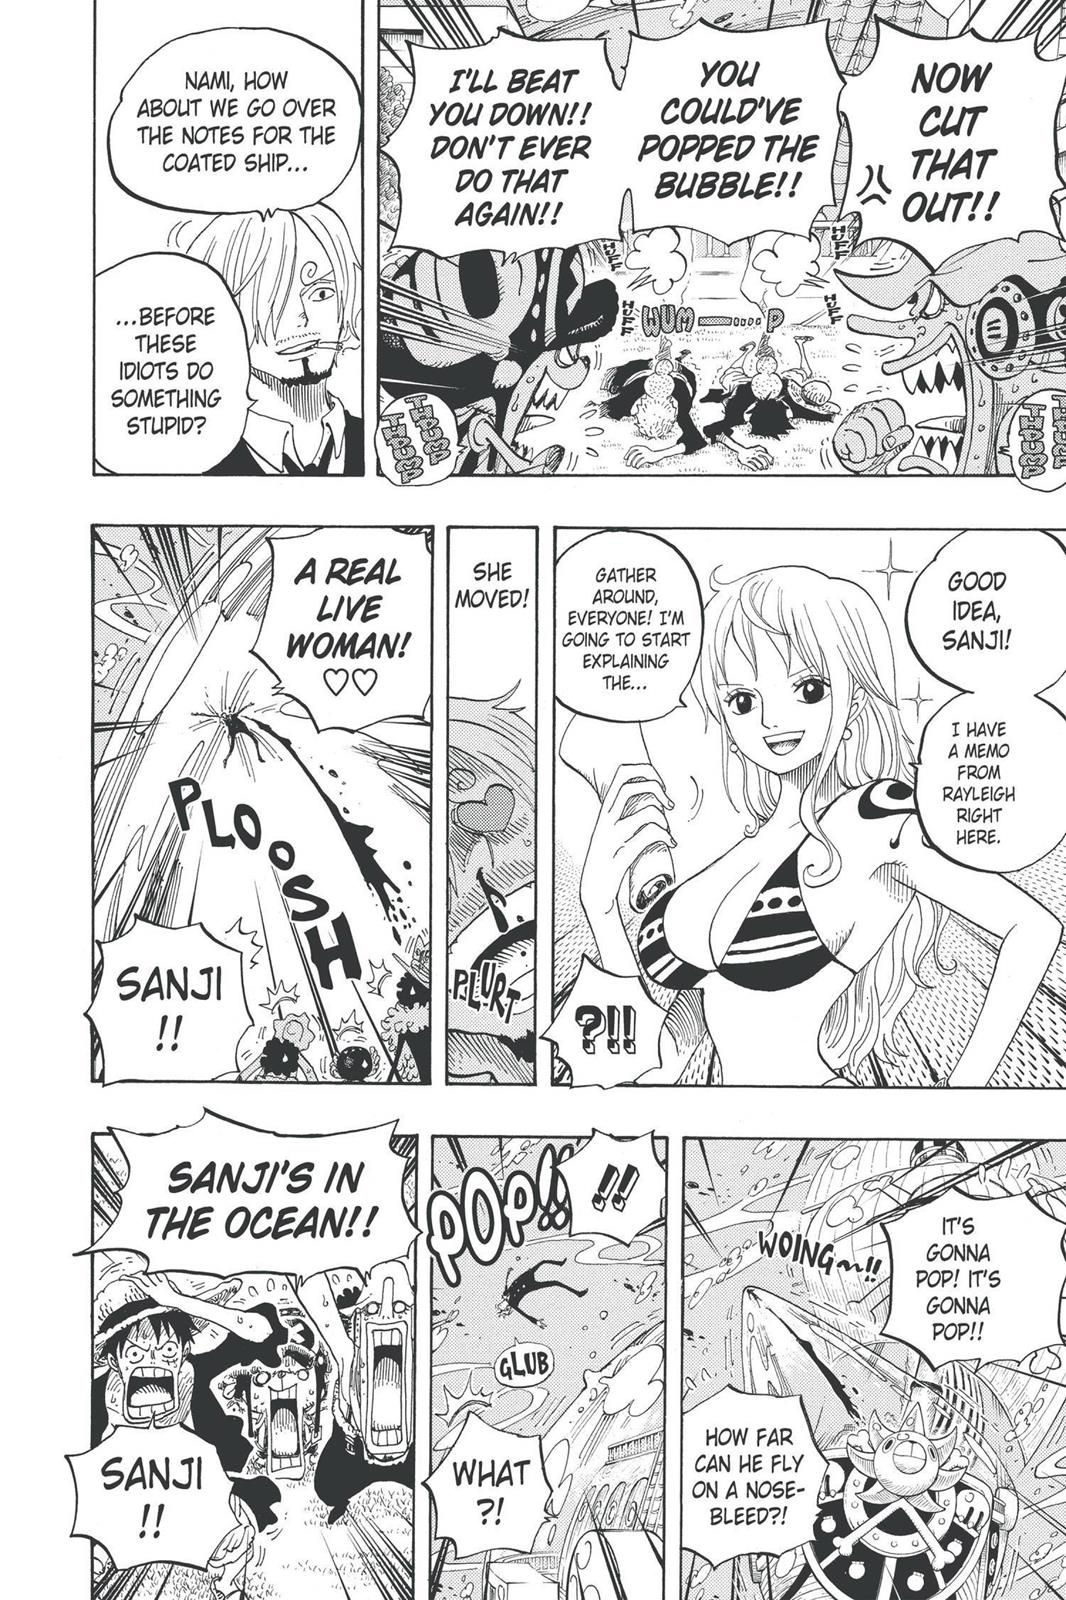 NOW
CUT
THAT
OUT!!
YOU
COULD'VE
POPPED THE
BUBBLE!!
I'LL BEAT
YOU DOWN!!
DON'T EVER
DO THAT
AGAIN!!
HUFF
HUFF
HUFF
HUFF
WUM P
THUMP
THUMP
THUMP
THUMP
NAMI, HOW
ABOUT WE GO OVER
THE NOTES FOR THE
COATED SHIP...
...BEFORE
THESE
IDIOTS DO
SOMETHING
STUPID?
GOOD
IDEA,
SANJI!
I HAVE
A MEMO
FROM
RAYLEIGH
RIGHT
HERE.
GATHER
AROUND,
EVERYONE! I'M
GOING TO START
EXPLAINING
THE...
?!!
SHE
MOVED!
PLURT
A REAL
LIVE
WOMAN!
♡♡
PLOOSH
SANJI
!!
IT'S
GONNA
POP! IT'S
GONNA
POP!!
WOING~!!
HOW FAR
CAN HE FLY
ON A NOSE-
BLEED?!
!!
POP!!
GLUB
WHAT
?!
SANJI'S IN
THE OCEAN!!
SANJI
!!